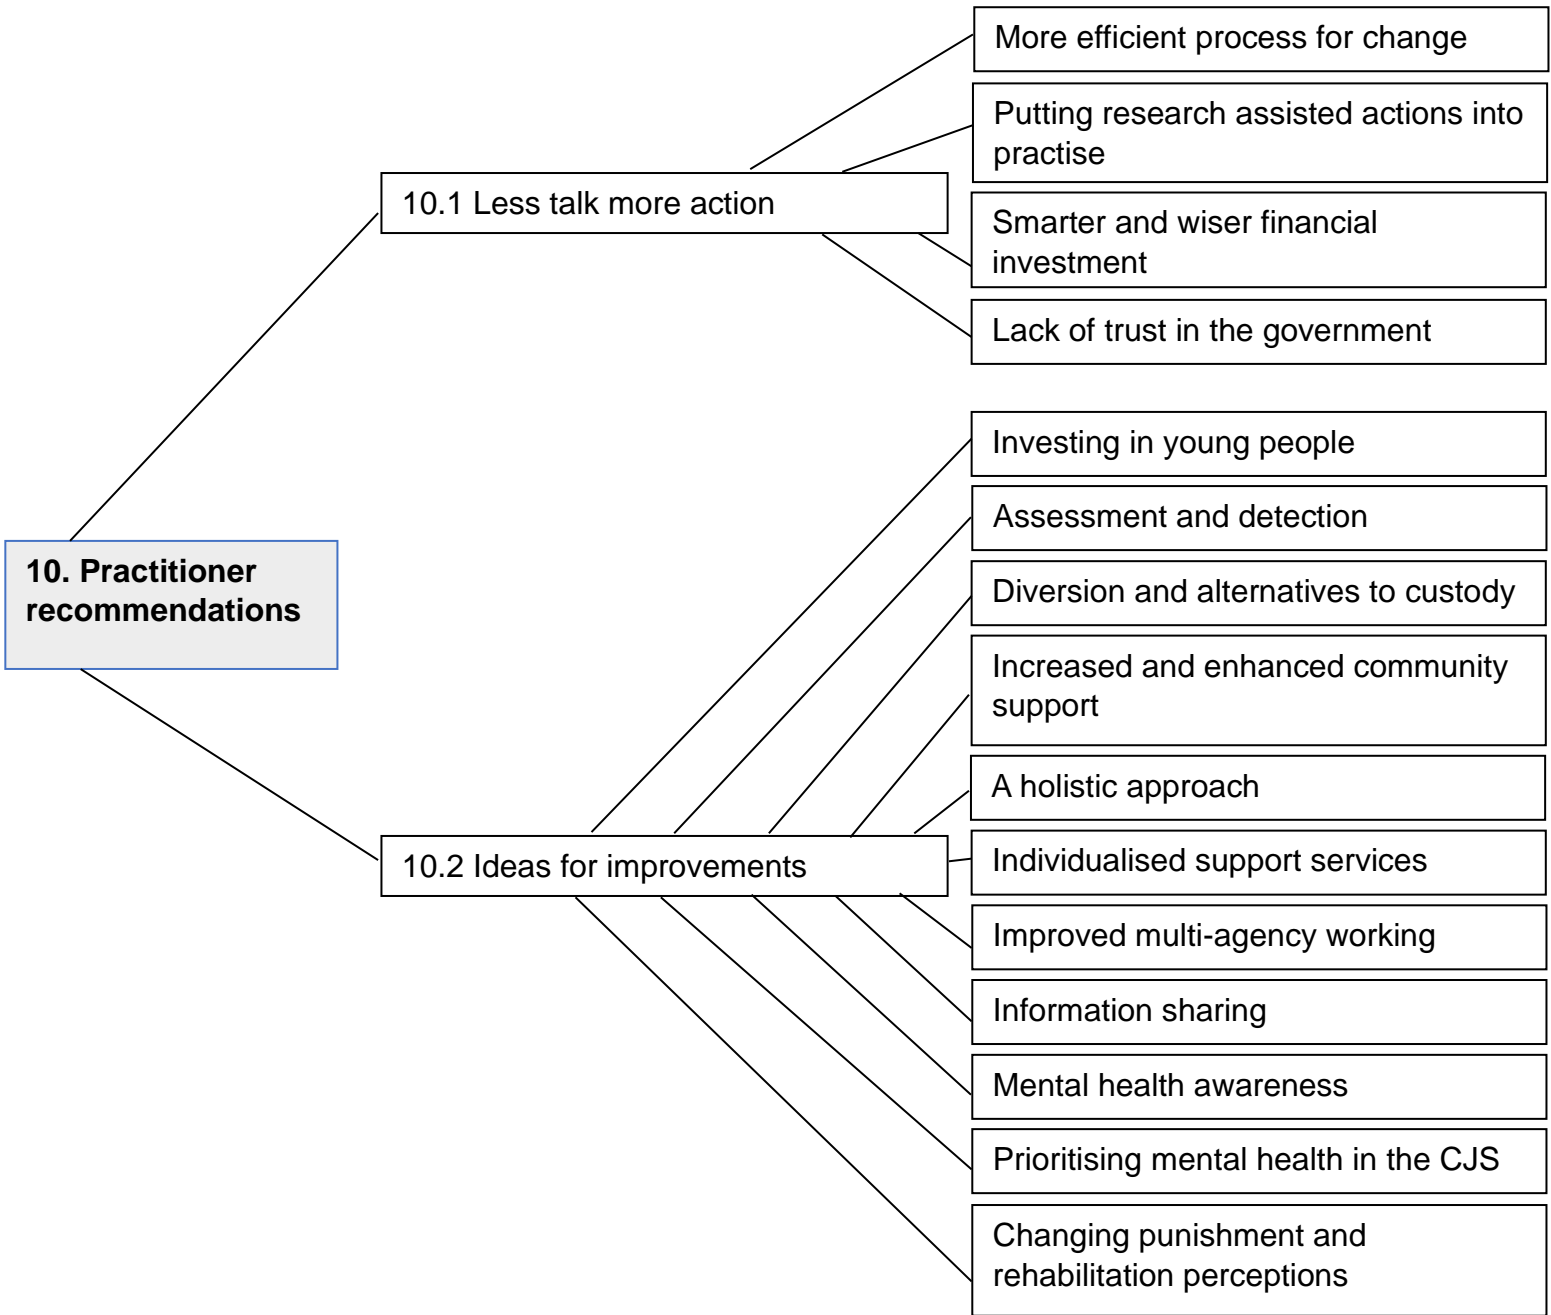 10. Practitioner
recommendations
10.1 Less talk more action
More efficient process for change
Putting research assisted actions into
practise
Smarter and wiser financial
investment
Lack of trust in the government
10.2 Ideas for improvements
Investing in young people
Assessment and detection
Diversion and alternatives to custody
Increased and enhanced community
support
A holistic approach
Individualised support services
Improved multi-agency working
Information sharing
Mental health awareness
Prioritising mental health in the CJS
Changing punishment and
rehabilitation perceptions